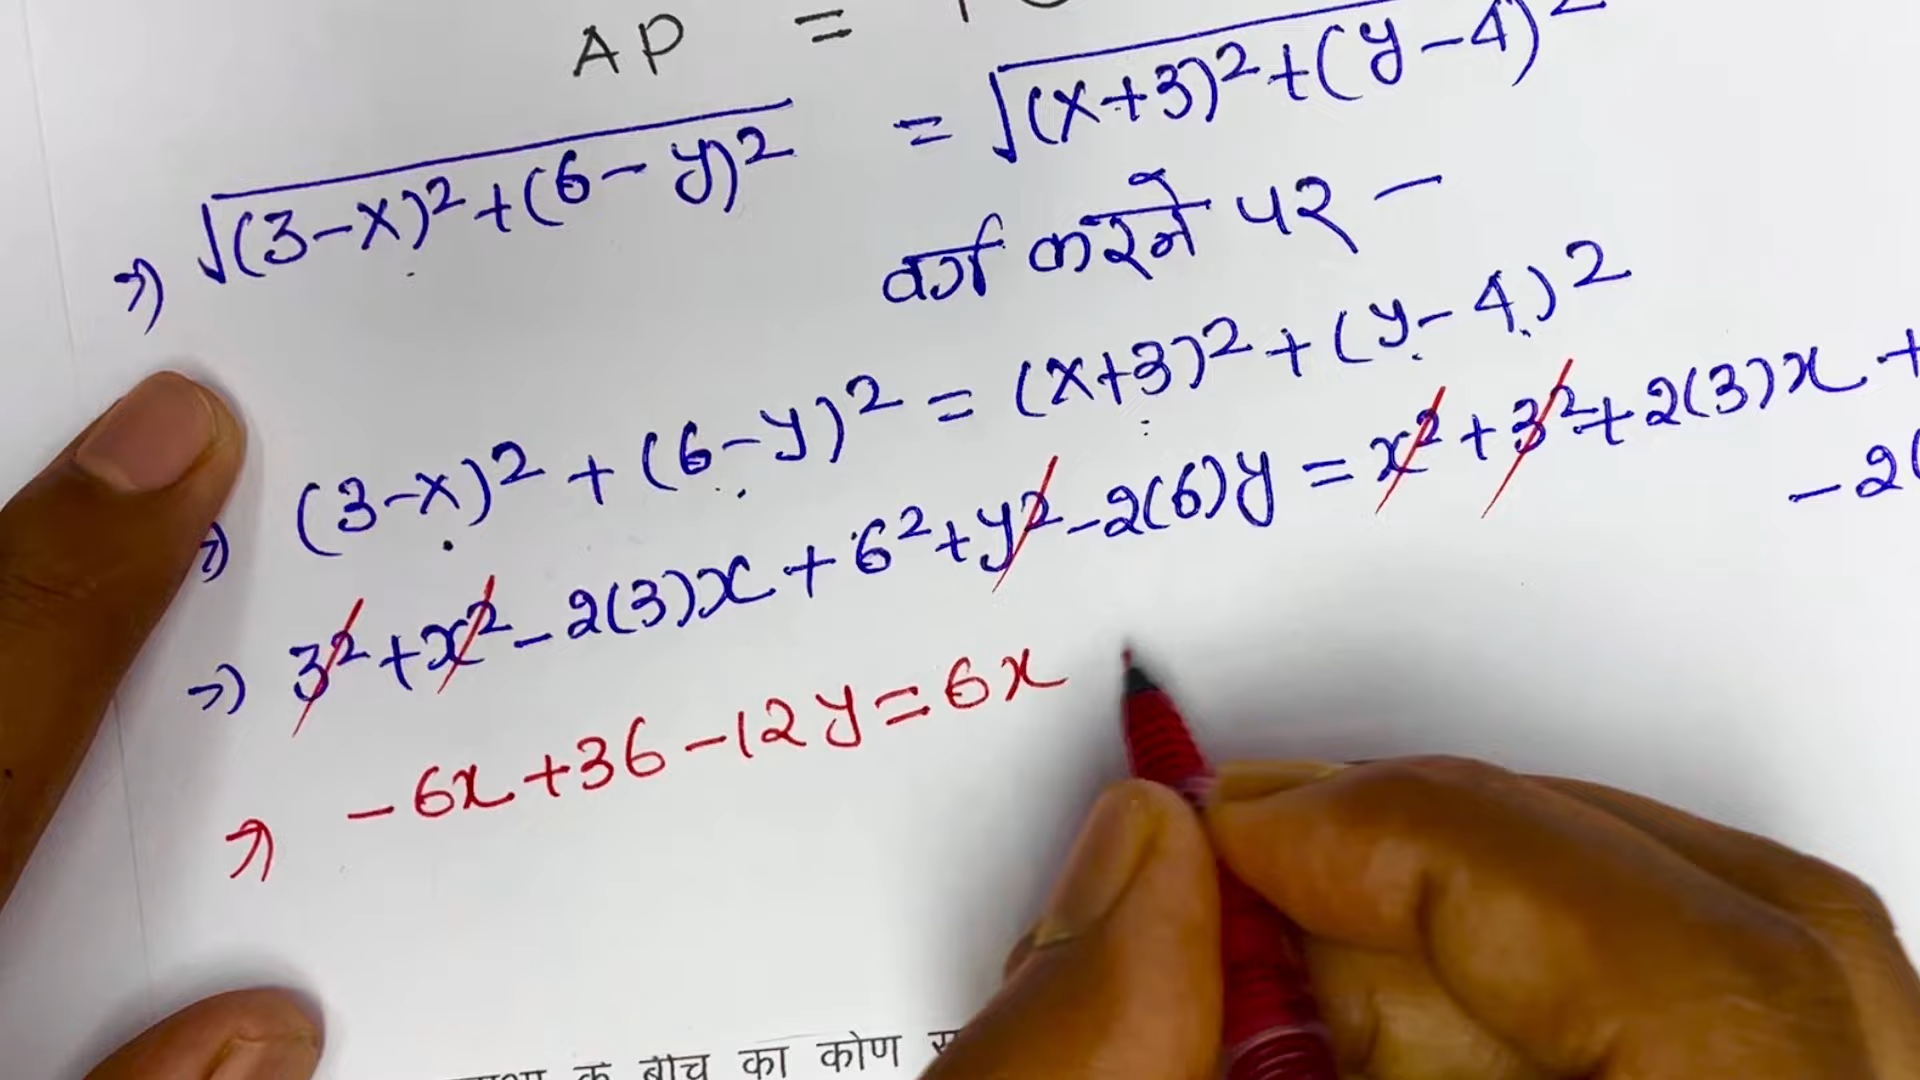 AP =
⇒ √(3-x)²+(6-y)² = √(x+3)²+(y-4)²
वर्ग करने पर -
⇒ (3-x)² + (6-y)² = (x+3)² + (y-4)²
⇒ 3² + x² - 2(3)x + 6² + y² - 2(6)y = x² + 3² + 2(3)x +
- 2(
⇒ - 6x + 36 - 12y = 6x
बीच का कोण